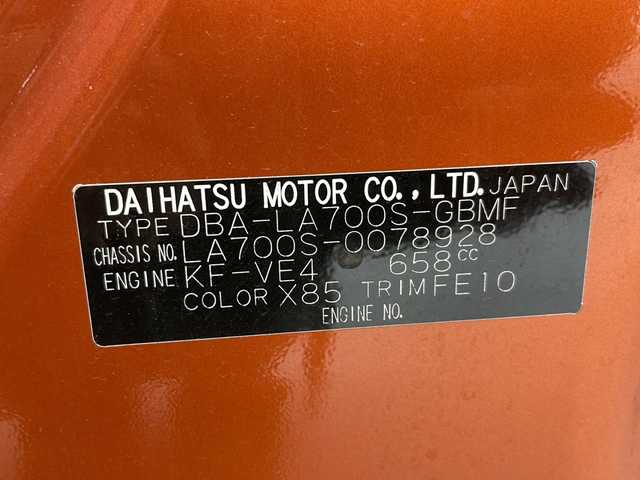 DAIHATSU MOTOR CO., LTD. JAPAN
TYPE DBA-LA700S-GBMF
CHASSIS NO. LA700S-0078928
ENGINE KF-VE4 658cc
COLOR X85 TRIM FE10
ENGINE NO.